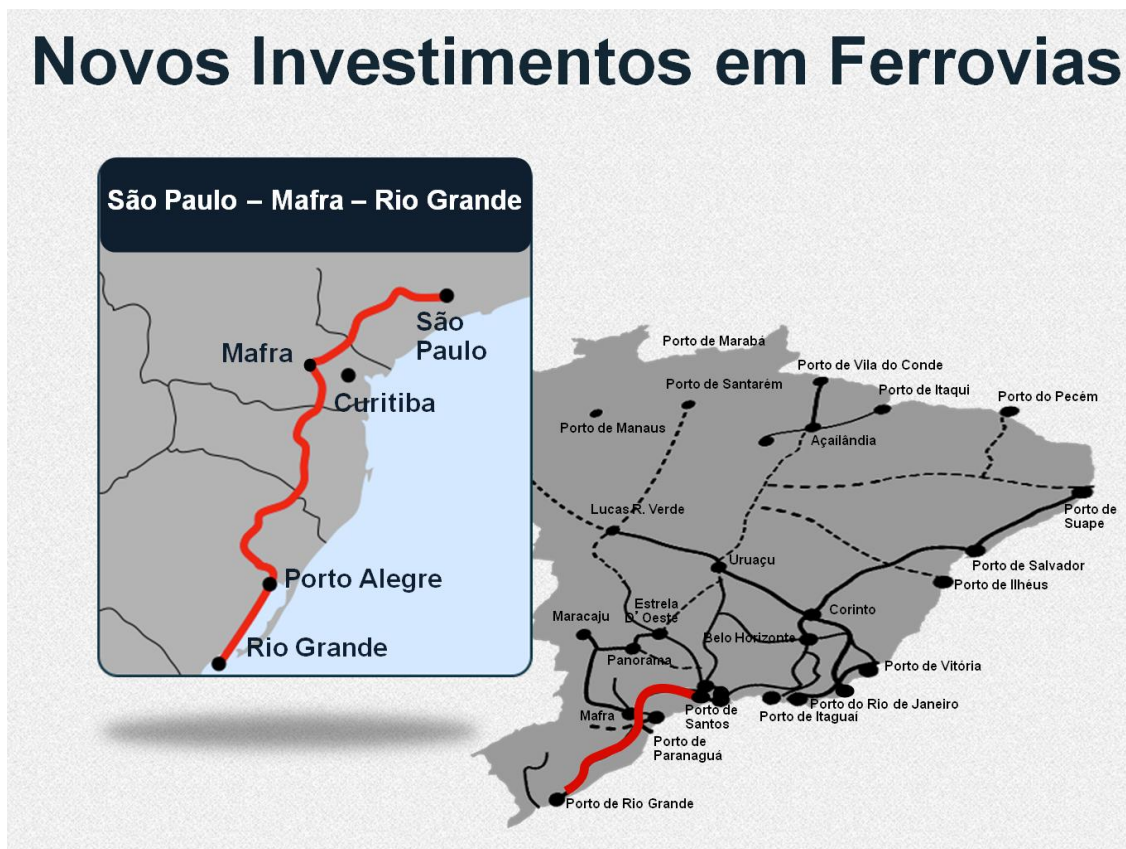 Novos Investimentos em Ferrovias
São Paulo – Mafra – Rio Grande
São
Paulo
Mafra
Curitiba
Porto Alegre
Rio Grande
Porto de Marabá
Porto de Vila do Conde
Porto de Santarém
Porto de Itaqui
Porto do Pecém
Porto de Manaus
Açaílândia
Lucas R. Verde
Porto de
Suape
Uruaçu
Porto de Salvador
Porto de Ilhéus
Estrela
D' Oeste
Maracaju
Corinto
Belo Horizonte
Panorama
Porto de Vitória
Porto do Rio de Janeiro
Mafra
Porto de
Santos
Porto de Itaguaí
Porto de
Paranaguá
Porto de Rio Grande